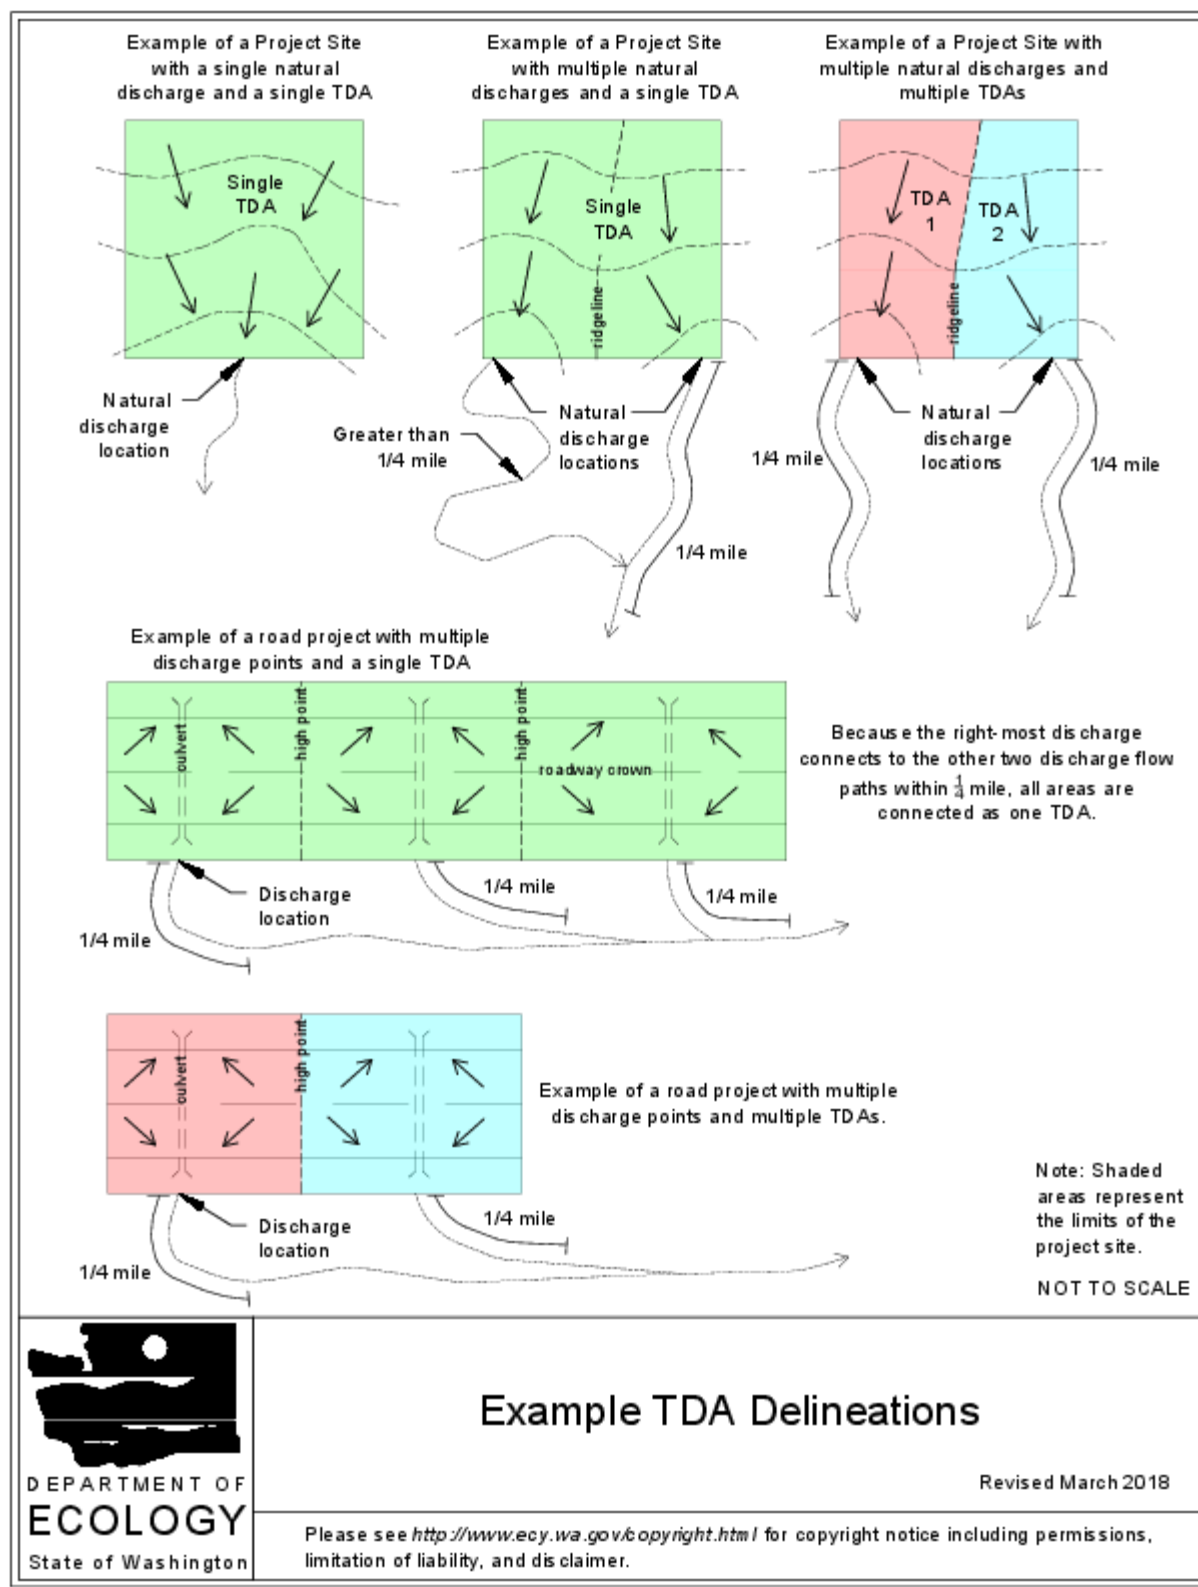 Example of a Project Site
with a single natural
discharge and a single TDA
Example of a Project Site
with multiple natural
discharges and a single TDA
Example of a Project Site with
multiple natural discharges and
multiple TDAs
Single
TDA
Natural
discharge
location
Single
TDA
ridgeline
Natural
discharge
locations
Greater than
1/4 mile
1/4 mile
TDA
1
TDA
2
ridgeline
1/4 mile
Natural
discharge
locations
1/4 mile
Example of a road project with multiple
discharge points and a single TDA
culvert
high point
high point
roadway crown
Because the right-most discharge
connects to the other two discharge flow
paths within 1/4 mile, all areas are
connected as one TDA.
Discharge
location
1/4 mile
1/4 mile
1/4 mile
culvert
high point
Example of a road project with multiple
discharge points and multiple TDAs.
Discharge
location
1/4 mile
1/4 mile
Note: Shaded
areas represent
the limits of the
project site.
NOT TO SCALE
DEPARTMENT OF
ECOLOGY
State of Washington
Example TDA Delineations
Revised March 2018
Please see http://www.ecy.wa.gov/copyright.html for copyright notice including permissions,
limitation of liability, and disclaimer.